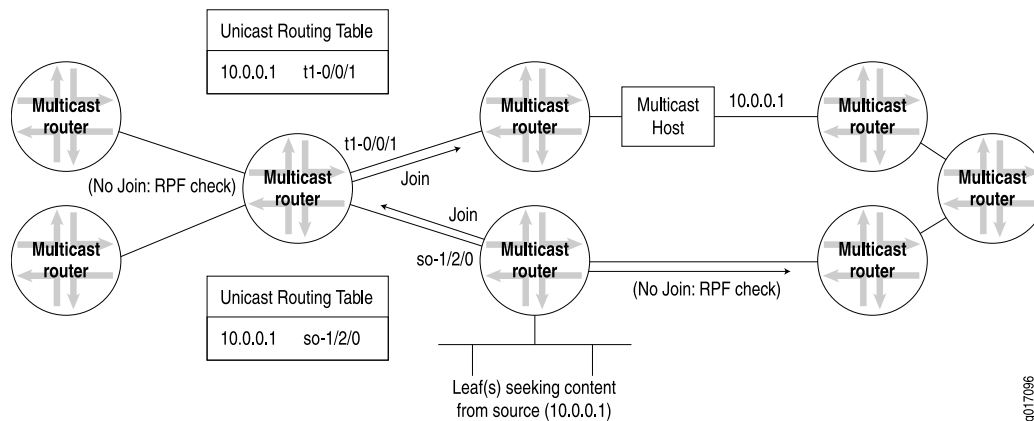 Unicast Routing Table
10.0.0.1 t1-0/0/1
Multicast
router
Multicast
router
Multicast
Host
10.0.0.1
Multicast
router
t1-0/0/1
Join
(No Join: RPF check)
Multicast
router
Multicast
router
Multicast
router
Join
so-1/2/0
Multicast
router
Multicast
router
(No Join: RPF check)
Unicast Routing Table
10.0.0.1 so-1/2/0
Leaf(s) seeking content
from source (10.0.0.1)
g017096